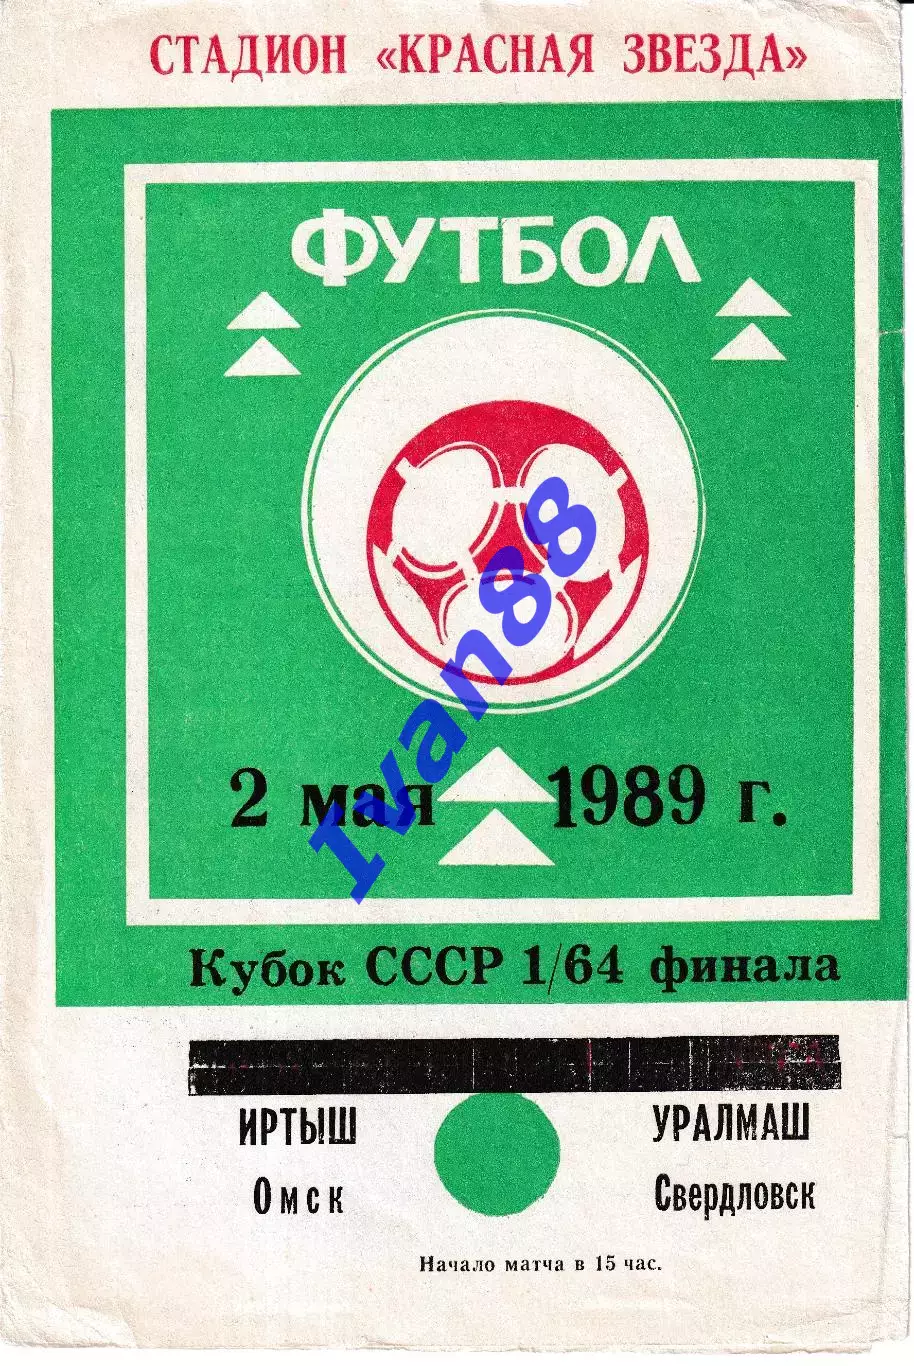 СТАДИОН «КРАСНАЯ ЗВЕЗДА»
ФУТБОЛ
Ivan88
2 мая 1989 г.
Кубок СССР 1/64 финала
ИРТЫШ УРАЛМАШ
Омск Свердловск
Начало матча в 15 час.